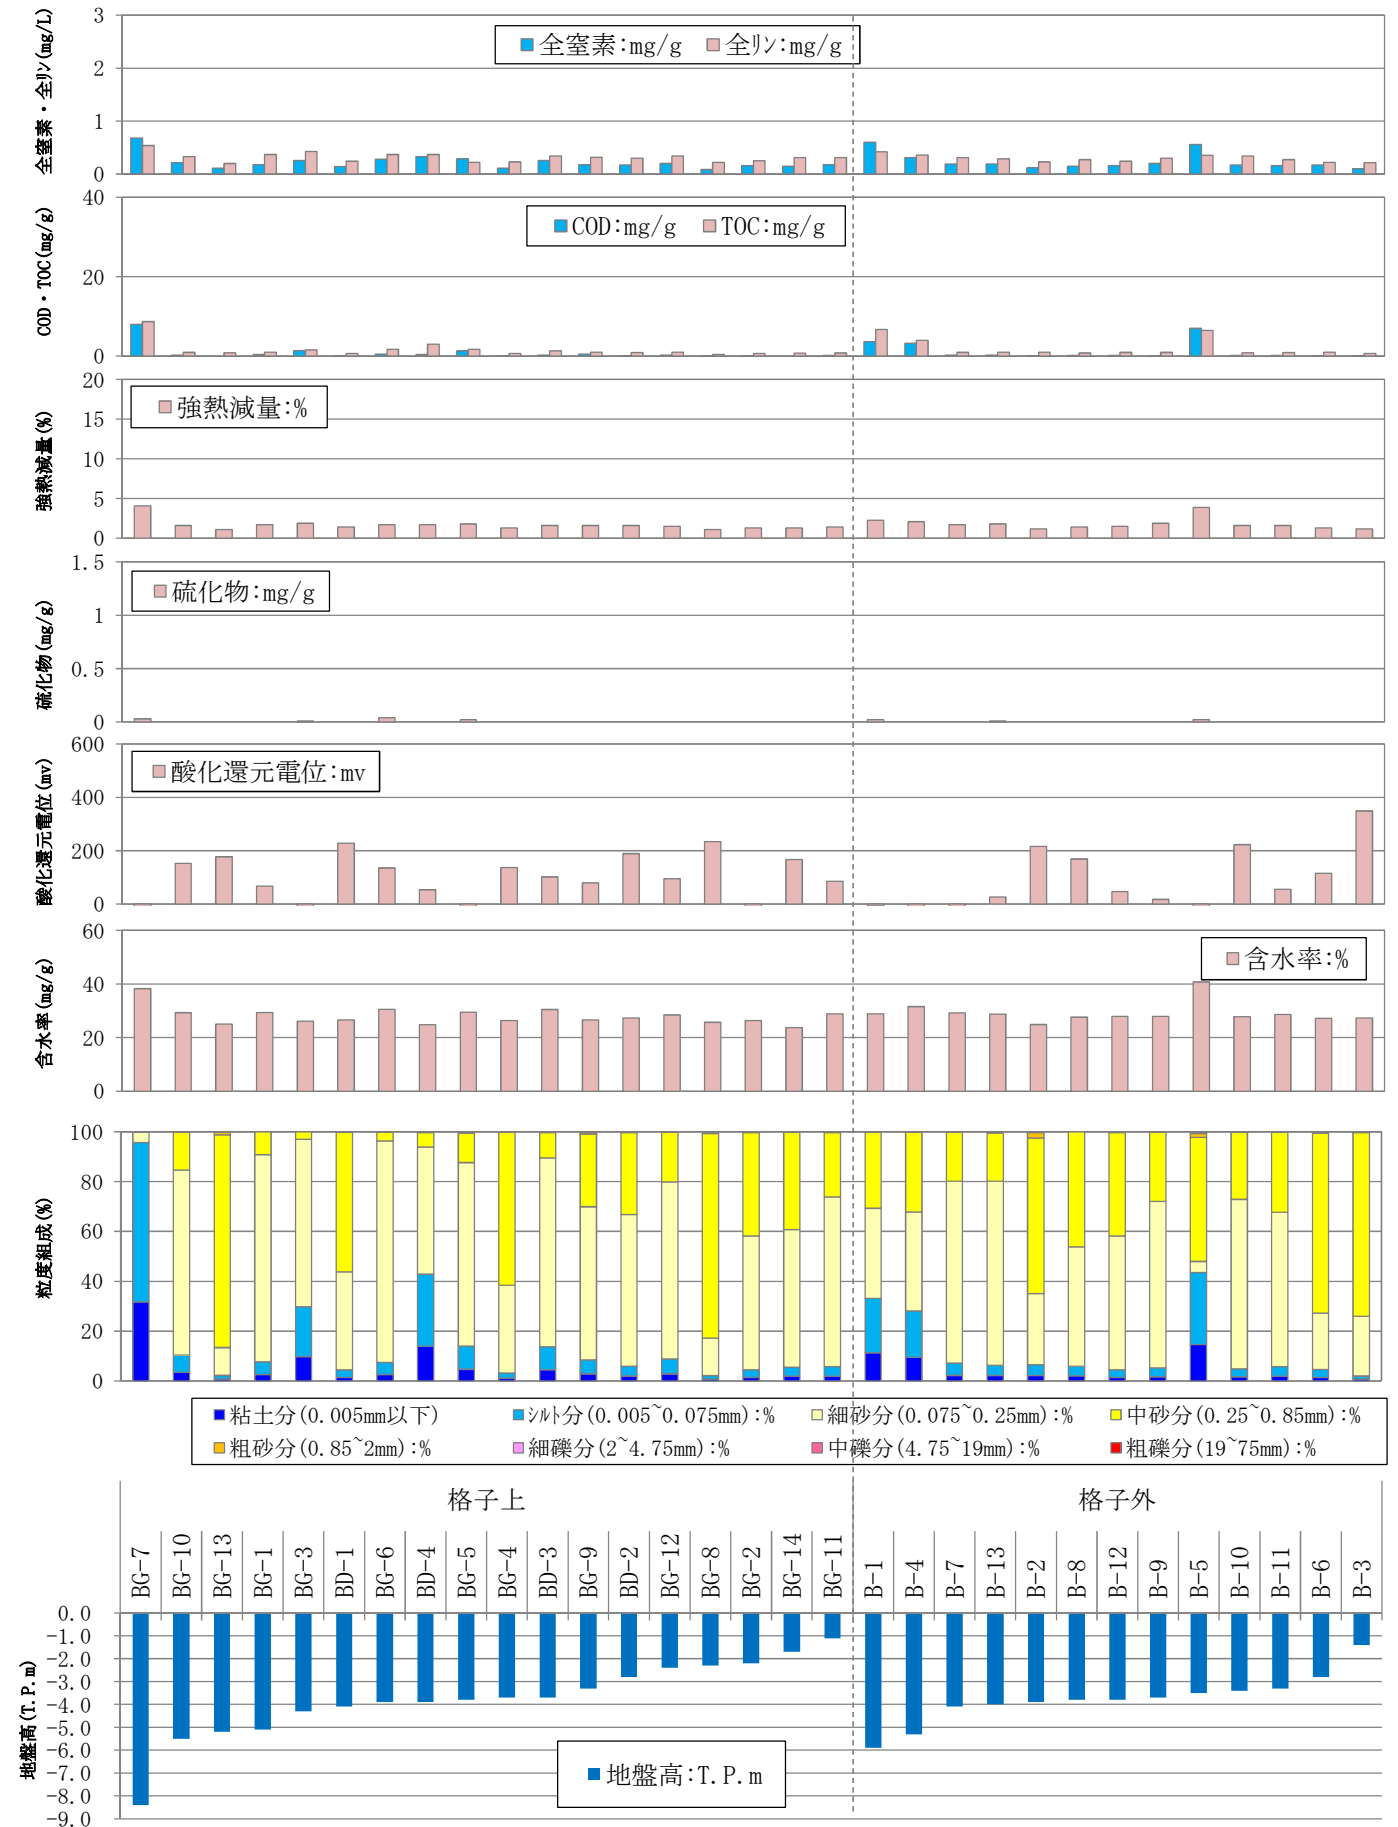 全窒素・全リン(mg/L)
3
2
1
0
全窒素:mg/g 全リン:mg/g
COD・TOC(mg/g)
40
20
0
COD:mg/g TOC:mg/g
強熱減量(%)
20
15
10
5
0
強熱減量:%
硫化物(mg/g)
1.5
1
0.5
0
硫化物:mg/g
酸化還元電位(mv)
600
400
200
0
酸化還元電位:mv
含水率(mg/g)
60
40
20
0
含水率:%
粒度組成(%)
100
80
60
40
20
0
粘土分(0.005mm以下) シルト分(0.005~0.075mm):% 細砂分(0.075~0.25mm):% 中砂分(0.25~0.85mm):%
粗砂分(0.85~2mm):% 細礫分(2~4.75mm):% 中礫分(4.75~19mm):% 粗礫分(19~75mm):%
格子上 格子外
BG-7 BG-10 BG-13 BG-1 BG-3 BD-1 BG-6 BD-4 BG-5 BG-4 BD-3 BG-9 BD-2 BG-12 BG-8 BG-2 BG-14 BG-11 B-1 B-4 B-7 B-13 B-2 B-8 B-12 B-9 B-5 B-10 B-11 B-6 B-3
地盤高(T.P.m)
0.0
-1.0
-2.0
-3.0
-4.0
-5.0
-6.0
-7.0
-8.0
-9.0
地盤高:T.P.m